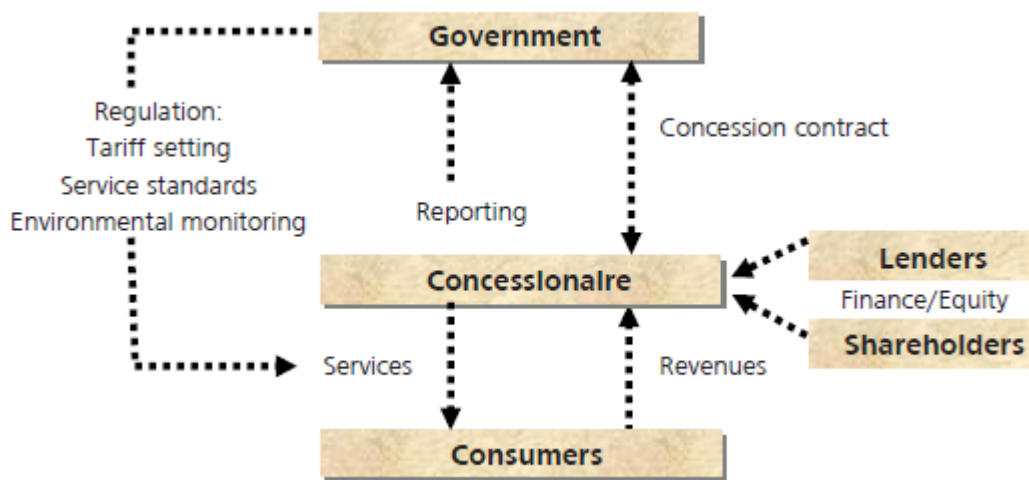 Government
Regulation:
Tariff setting
Service standards
Environmental monitoring
Concession contract
Reporting
Concessionaire
Lenders
Finance/Equity
Shareholders
Services
Revenues
Consumers